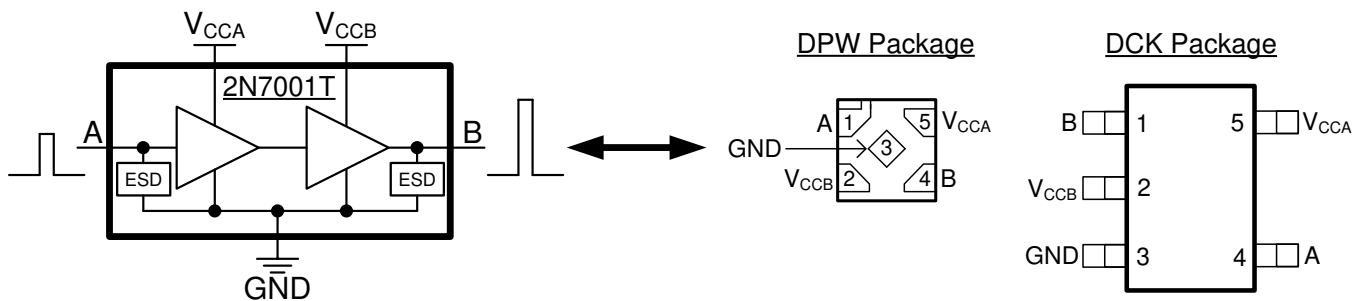 VCCA VCCB
2N7001T
A B
ESD ESD
GND
DPW Package
A 1 5 VCCA
GND 3
VCCB 2 4 B
DCK Package
B 1 5 VCCA
VCCB 2
GND 3 4 A